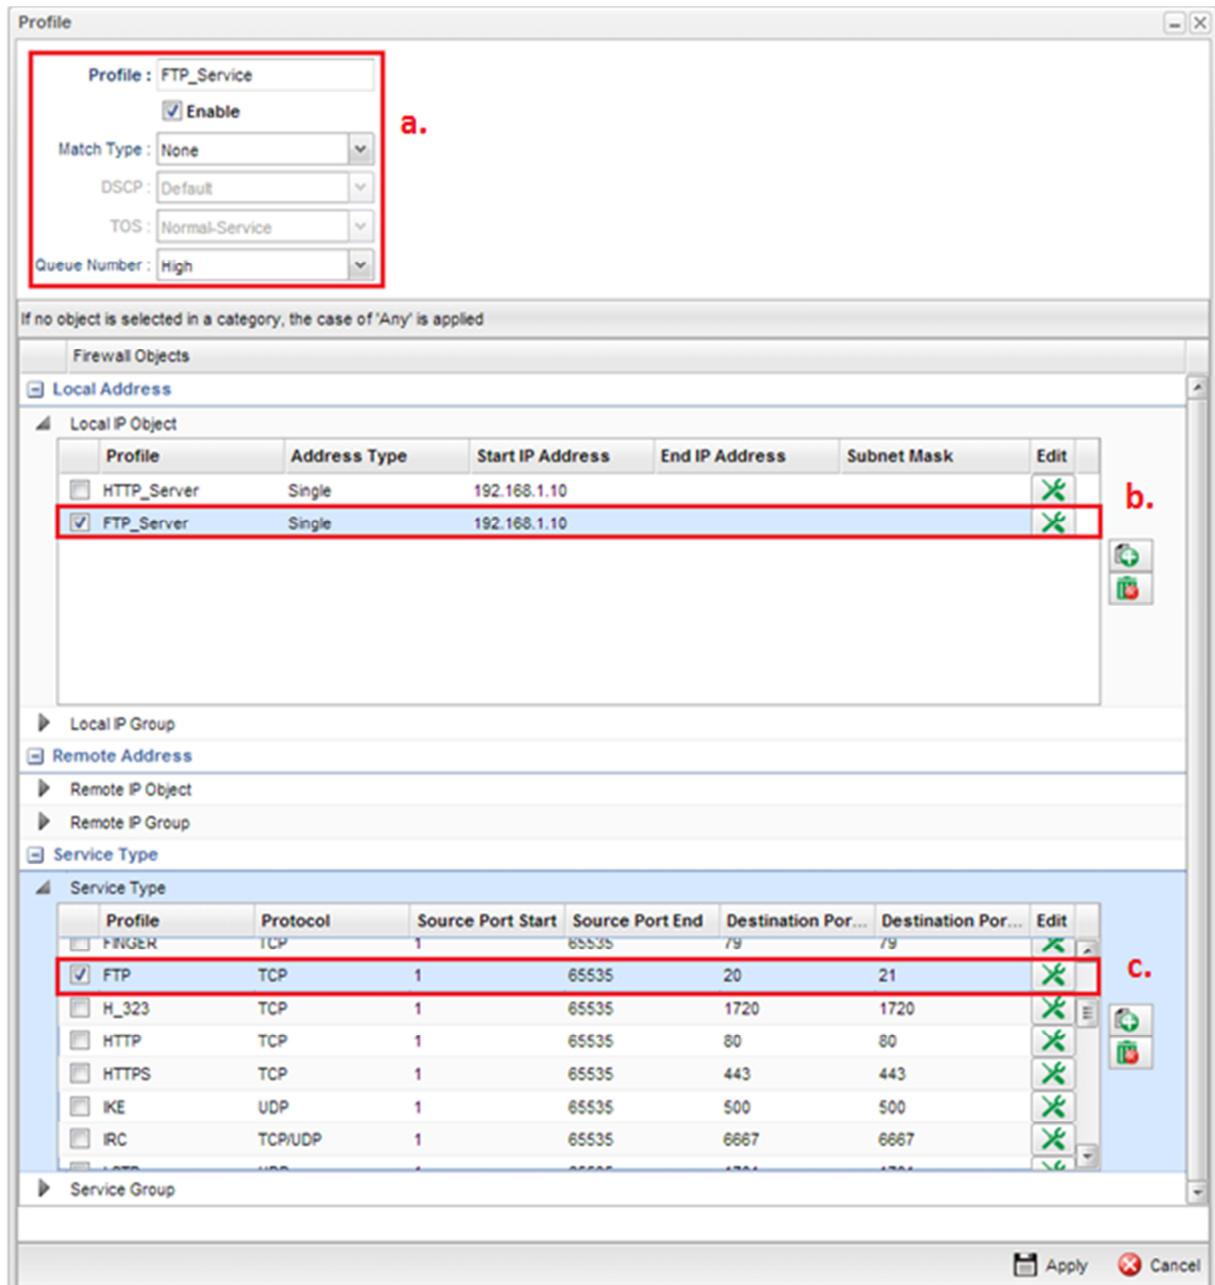 Profile
Profile : FTP_Service
Enable
a.
Match Type : None
DSCP : Default
TOS : Normal-Service
Queue Number : High
If no object is selected in a category, the case of 'Any' is applied
Firewall Objects
Local Address
Local IP Object
Profile Address Type Start IP Address End IP Address Subnet Mask Edit
HTTP_Server Single 192.168.1.10
b.
FTP_Server Single 192.168.1.10
Local IP Group
Remote Address
Remote IP Object
Remote IP Group
Service Type
Service Type
Profile Protocol Source Port Start Source Port End Destination Por... Destination Por... Edit
FINGER TCP 1 65535 79 79
FTP TCP 1 65535 20 21
c.
H_323 TCP 1 65535 1720 1720
HTTP TCP 1 65535 80 80
HTTPS TCP 1 65535 443 443
IKE UDP 1 65535 500 500
IRC TCP/UDP 1 65535 6667 6667
Service Group
Apply Cancel